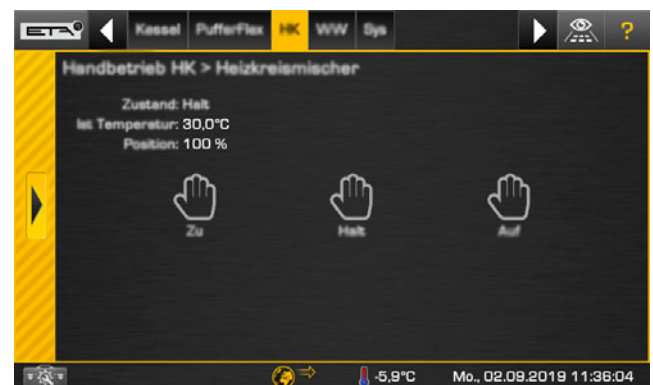 ETA
Kessel PufferFlex HK WW Sys ?
Handbetrieb HK > Heizkreismischer
Zustand: Halt
Ist Temperatur: 30,0°C
Position: 100 %
Zu Halt Auf
-5,9°C Mo., 02.09.2019 11:36:04